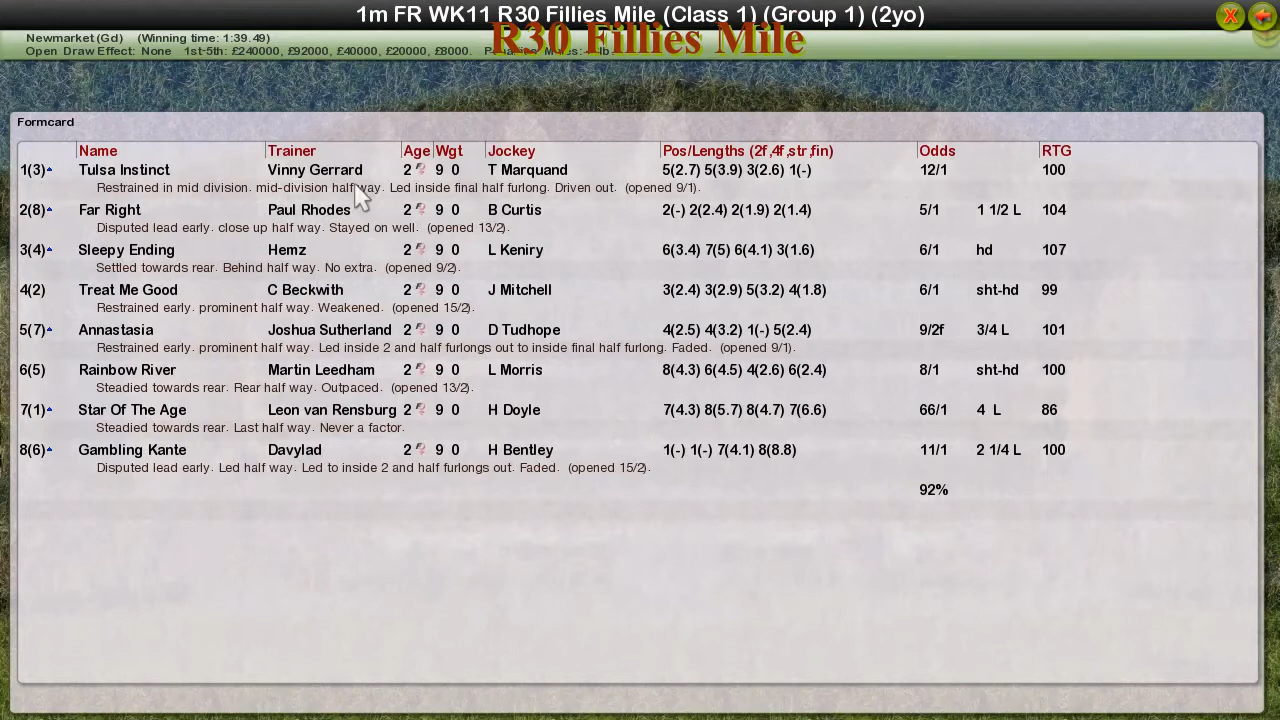 1m FR WK11 R30 Fillies Mile (Class 1) (Group 1) (2yo)
R30 Fillies Mile
Newmarket (Gd) (Winning time: 1:39.49)
Open Draw Effect: None 1st-5th: £240000, £92000, £40000, £20000, £8000.
Formcard
Name Trainer Age Wgt Jockey Pos/Lengths (2f,4f,str,fin) Odds RTG
1(3) Tulsa Instinct Vinny Gerrard 2 9 0 T Marquand 5(2.7) 5(3.9) 3(2.6) 1(-) 12/1 100
Restrained in mid division. mid-division half way. Led inside final half furlong. Driven out. (opened 9/1).
2(8) Far Right Paul Rhodes 2 9 0 B Curtis 2(-) 2(2.4) 2(1.9) 2(1.4) 5/1 1 1/2 L 104
Disputed lead early. close up half way. Stayed on well. (opened 13/2).
3(4) Sleepy Ending Hemz 2 9 0 L Keniry 6(3.4) 7(5) 6(4.1) 3(1.6) 6/1 hd 107
Settled towards rear. Behind half way. No extra. (opened 9/2).
4(2) Treat Me Good C Beckwith 2 9 0 J Mitchell 3(2.4) 3(2.9) 5(3.2) 4(1.8) 6/1 sht-hd 99
Restrained early. prominent half way. Weakened. (opened 15/2).
5(7) Annastasia Joshua Sutherland 2 9 0 D Tudhope 4(2.5) 4(3.2) 1(-) 5(2.4) 9/2f 3/4 L 101
Restrained early. prominent half way. Led inside 2 and half furlongs out to inside final half furlong. Faded. (opened 9/1).
6(5) Rainbow River Martin Leedham 2 9 0 L Morris 8(4.3) 6(4.5) 4(2.6) 6(2.4) 8/1 sht-hd 100
Steadied towards rear. Rear half way. Outpaced. (opened 13/2).
7(1) Star Of The Age Leon van Rensburg 2 9 0 H Doyle 7(4.3) 8(5.7) 8(4.7) 7(6.6) 66/1 4 L 86
Steadied towards rear. Last half way. Never a factor.
8(6) Gambling Kante Davylad 2 9 0 H Bentley 1(-) 1(-) 7(4.1) 8(8.8) 11/1 2 1/4 L 100
Disputed lead early. Led half way. Led to inside 2 and half furlongs out. Faded. (opened 15/2).
92%